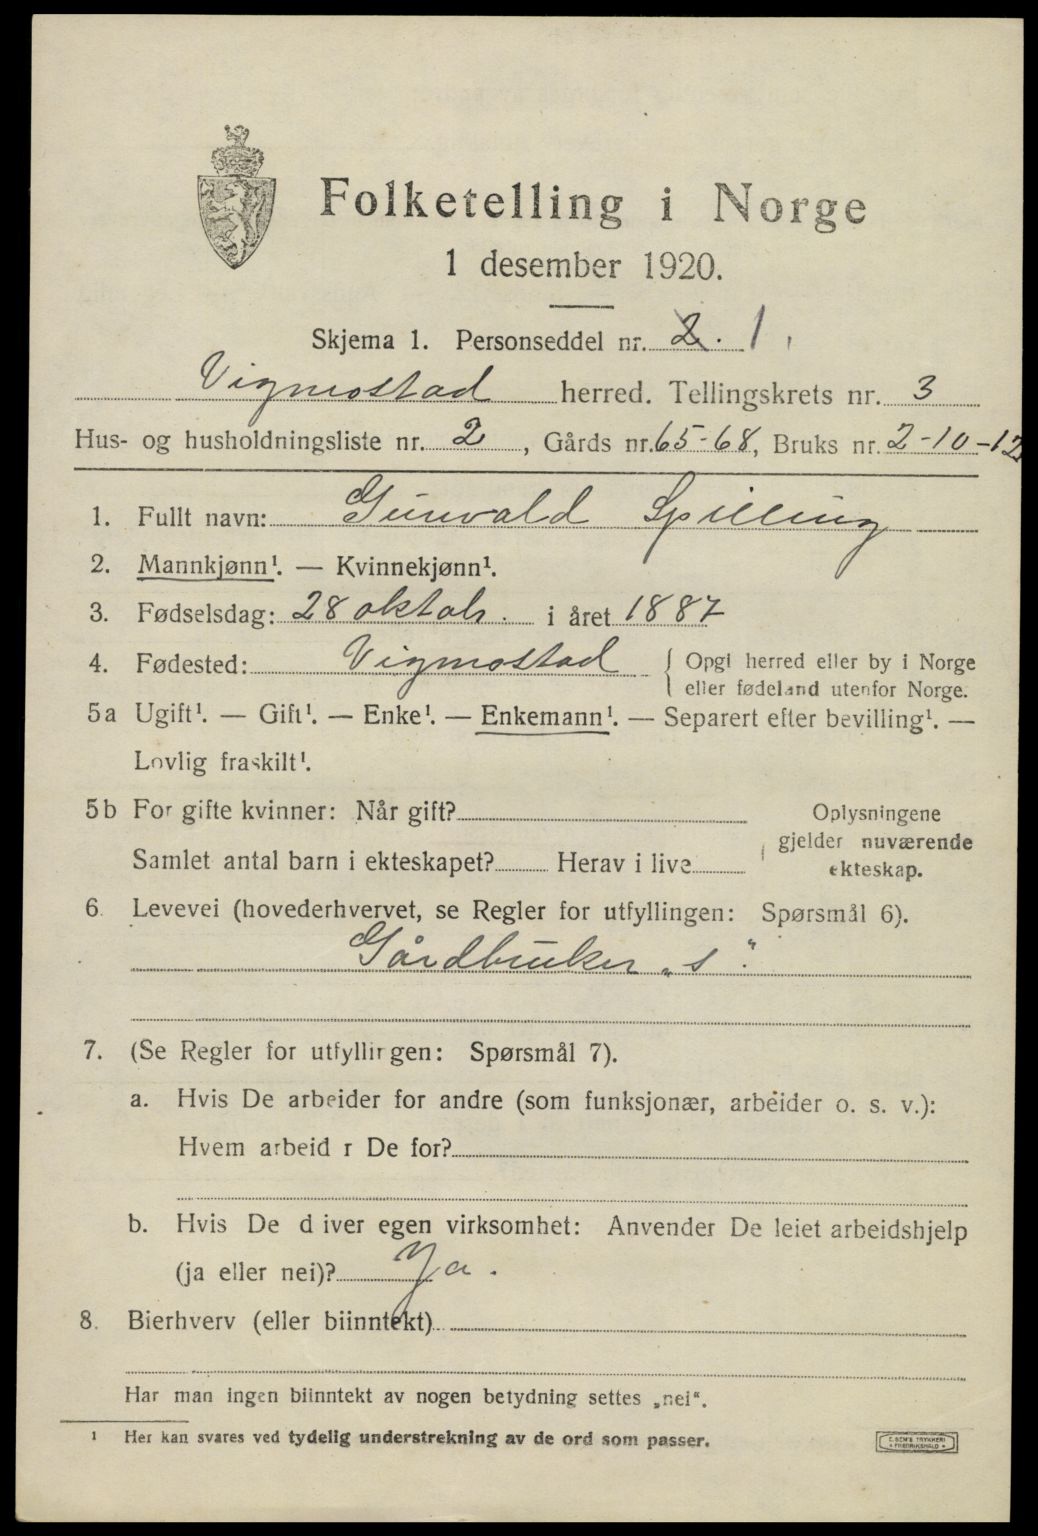 Folketelling i Norge
1 desember 1920.
Skjema 1. Personseddel nr. 2. 1.
Vigmostad herred. Tellingskrets nr. 3
Hus- og husholdningsliste nr. 2, Gårds nr. 65-68, Bruks nr. 2-10-12
1. Fullt navn: Gunvald Spilling
2. Mannkjønn¹. — Kvinnekjønn¹.
3. Fødselsdag: 28 oktob. i året 1887
4. Fødested: Vigmostad { Opgi herred eller by i Norge
eller fødeland utenfor Norge.
5a Ugift¹. — Gift¹. — Enke¹. — Enkemann¹. — Separert efter bevilling¹. —
Lovlig fraskilt¹.
5b For gifte kvinner: Når gift?
Samlet antal barn i ekteskapet? Herav i live
Oplysningene
gjelder nuværende
ekteskap.
6. Levevei (hovederhvervet, se Regler for utfyllingen: Spørsmål 6).
Gårdbruker „s".
7. (Se Regler for utfyllingen: Spørsmål 7).
a. Hvis De arbeider for andre (som funksjonær, arbeider o. s. v.):
Hvem arbeid r De for?
b. Hvis De d iver egen virksomhet: Anvender De leiet arbeidshjelp
(ja eller nei)? Ja.
8. Bierhverv (eller biinntekt)
Har man ingen biinntekt av nogen betydning settes „nei“.
¹ Her kan svares ved tydelig understrekning av de ord som passer.
E. SEM'S TRYKKERI
• FREDRIKSHALD •